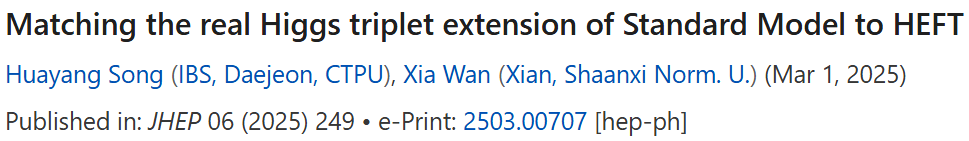 Matching the real Higgs triplet extension of Standard Model to HEFT
Huayang Song (IBS, Daejeon, CTPU), Xia Wan (Xian, Shaanxi Norm. U.) (Mar 1, 2025)
Published in: JHEP 06 (2025) 249 • e-Print: 2503.00707 [hep-ph]